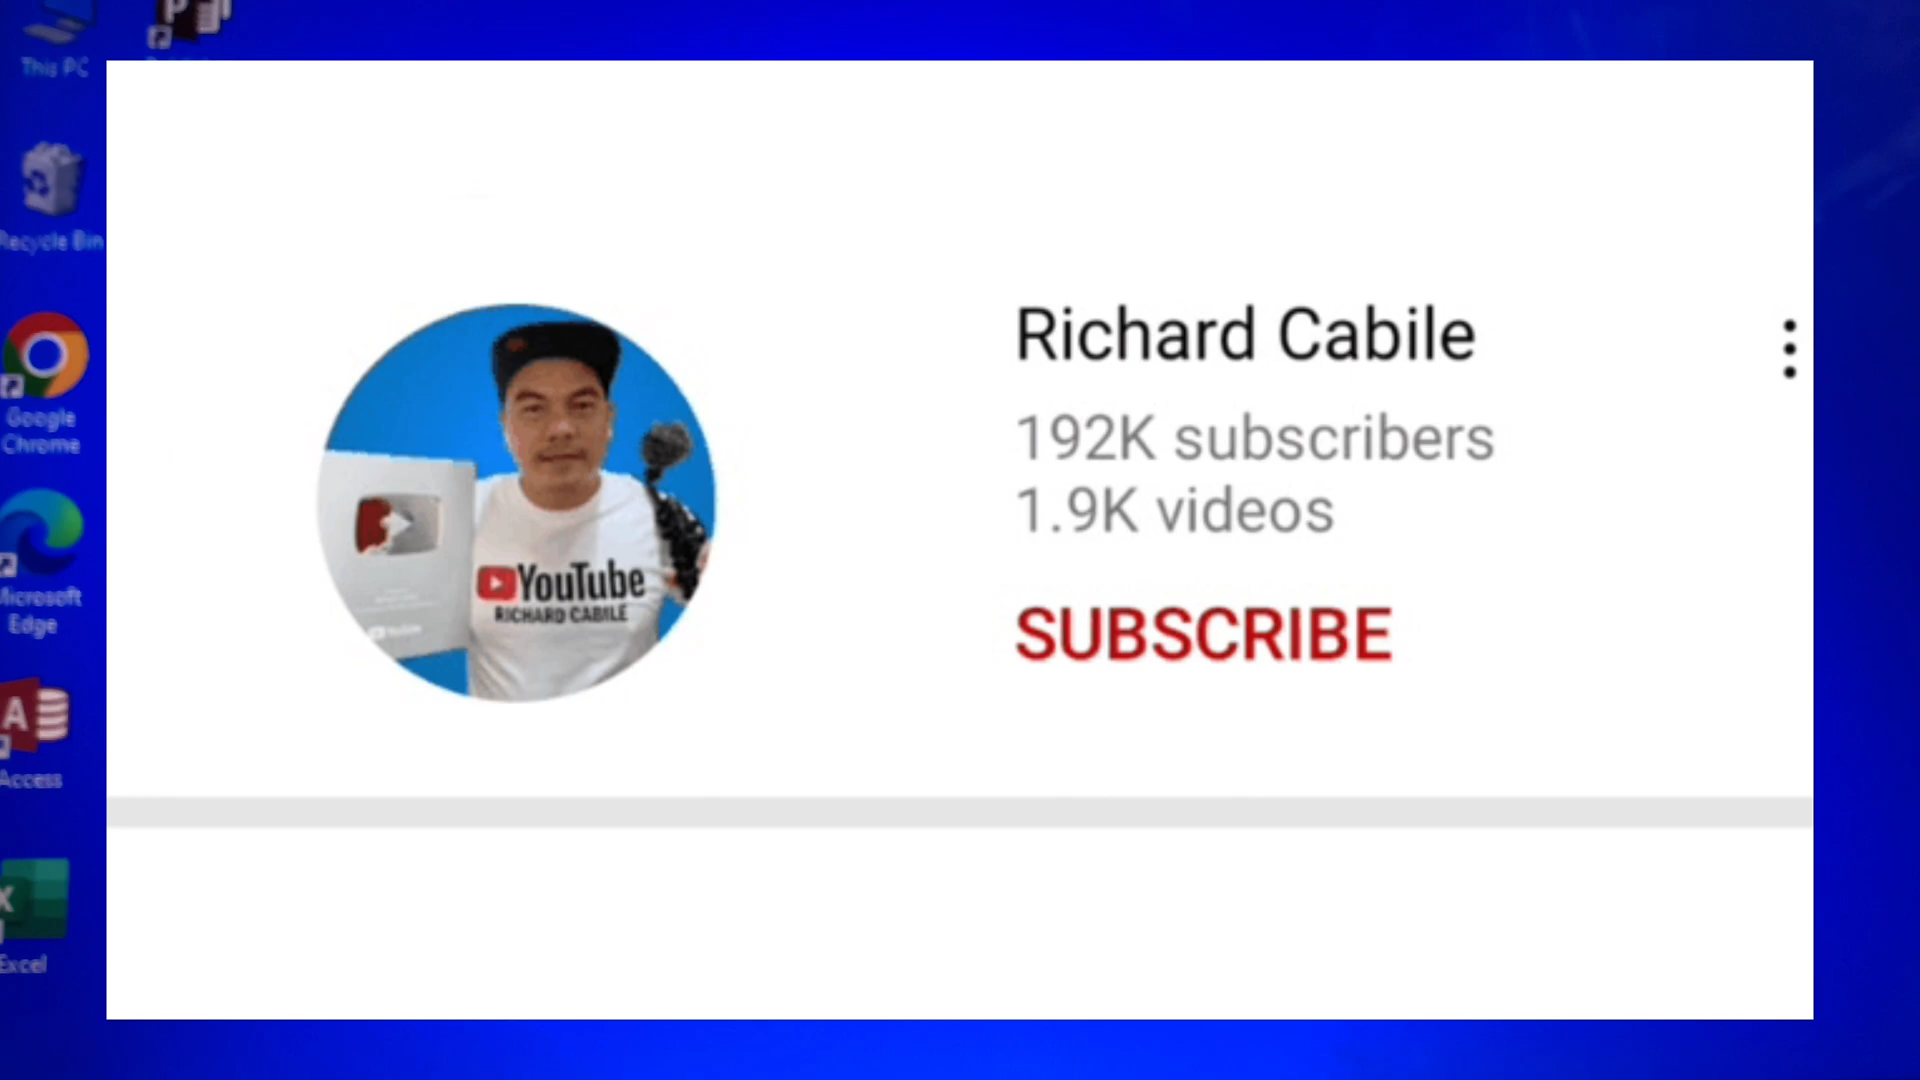 This PC
Recycle Bin
Google
Chrome
Microsoft
Edge
Access
Excel
Richard Cabile
192K subscribers
1.9K videos
SUBSCRIBE
YouTube
RICHARD CABILE